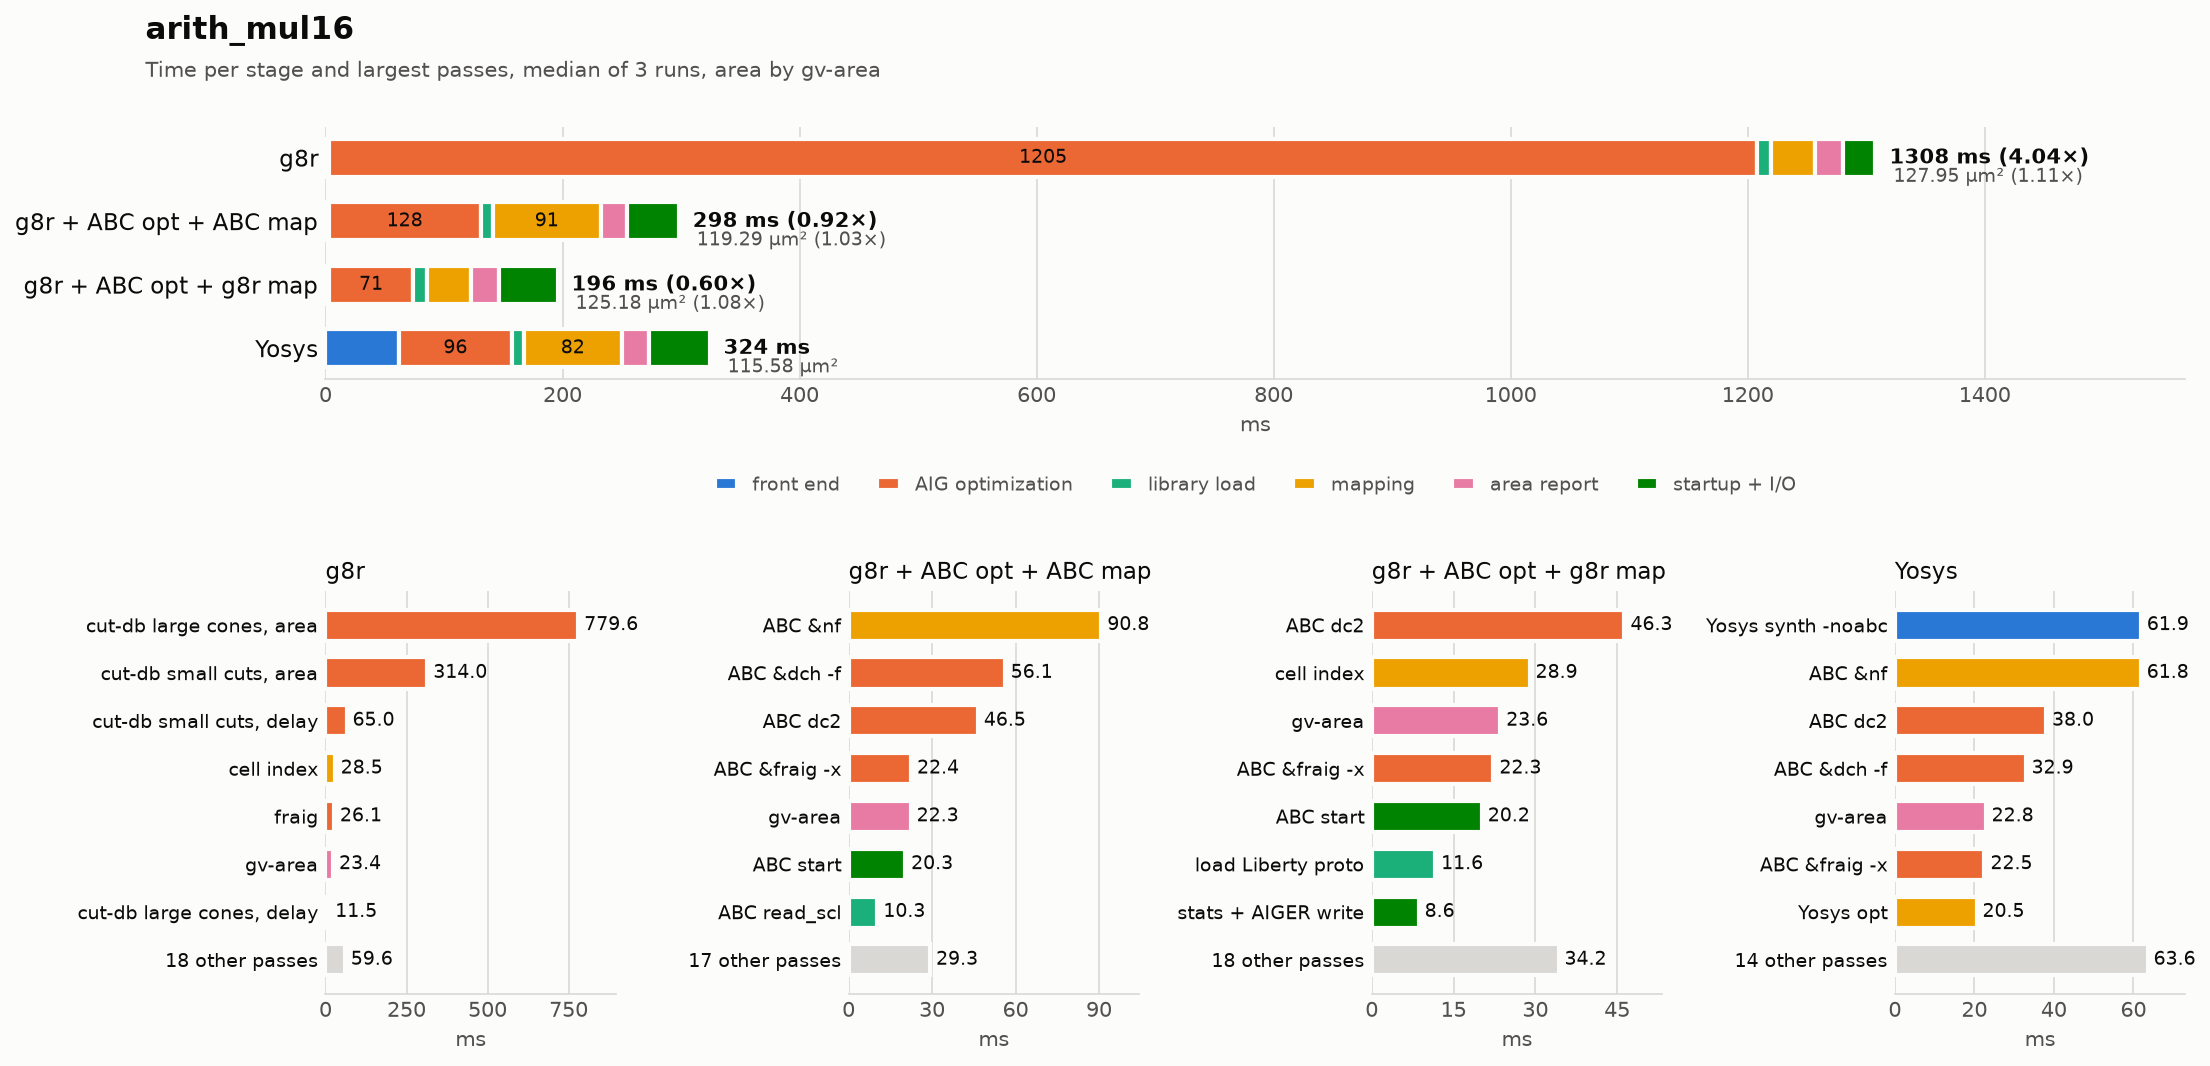 arith_mul16
Time per stage and largest passes, median of 3 runs, area by gv-area
g8r
1205
1308 ms (4.04×)
127.95 µm² (1.11×)
g8r + ABC opt + ABC map
128
91
298 ms (0.92×)
119.29 µm² (1.03×)
g8r + ABC opt + g8r map
71
196 ms (0.60×)
125.18 µm² (1.08×)
Yosys
96
82
324 ms
115.58 µm²
0 200 400 600 800 1000 1200 1400
ms
front end AIG optimization library load mapping area report startup + I/O
g8r
cut-db large cones, area 779.6
cut-db small cuts, area 314.0
cut-db small cuts, delay 65.0
cell index 28.5
fraig 26.1
gv-area 23.4
cut-db large cones, delay 11.5
18 other passes 59.6
0 250 500 750
ms
g8r + ABC opt + ABC map
ABC &nf 90.8
ABC &dch -f 56.1
ABC dc2 46.5
ABC &fraig -x 22.4
gv-area 22.3
ABC start 20.3
ABC read_scl 10.3
17 other passes 29.3
0 30 60 90
ms
g8r + ABC opt + g8r map
ABC dc2 46.3
cell index 28.9
gv-area 23.6
ABC &fraig -x 22.3
ABC start 20.2
load Liberty proto 11.6
stats + AIGER write 8.6
18 other passes 34.2
0 15 30 45
ms
Yosys
Yosys synth -noabc 61.9
ABC &nf 61.8
ABC dc2 38.0
ABC &dch -f 32.9
gv-area 22.8
ABC &fraig -x 22.5
Yosys opt 20.5
14 other passes 63.6
0 20 40 60
ms